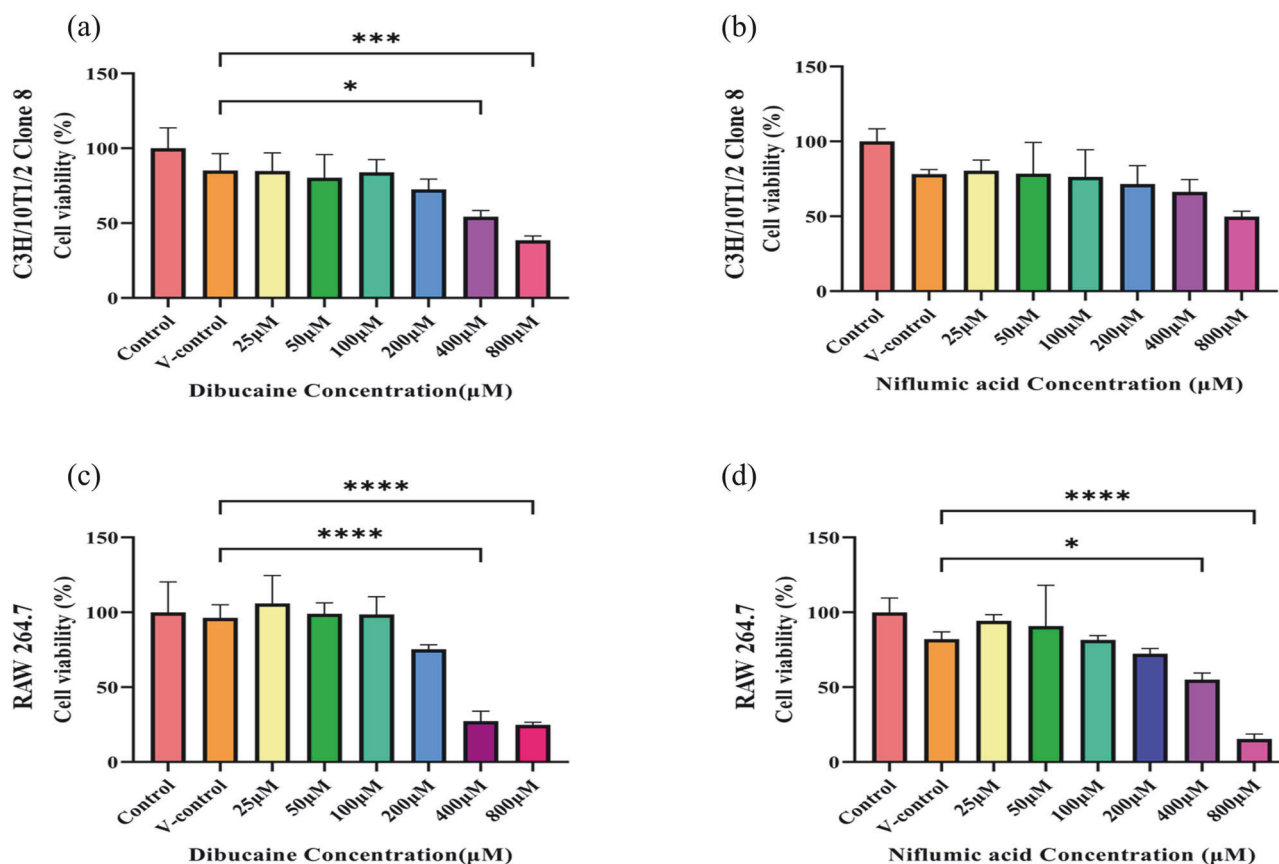 (a)
***
*
150
100
50
0
C3H/10T1/2 Clone 8
Cell viability (%)
Control
V-control
25μM
50μM
100μM
200μM
400μM
800μM
Dibucaine Concentration(μM)
(b)
150
100
50
0
C3H/10T1/2 Clone 8
Cell viability (%)
Control
V-control
25μM
50μM
100μM
200μM
400μM
800μM
Niflumic acid Concentration (μM)
(c)
****
****
150
100
50
0
RAW 264.7
Cell viability (%)
Control
V-control
25μM
50μM
100μM
200μM
400μM
800μM
Dibucaine Concentration(μM)
(d)
****
*
150
100
50
0
RAW 264.7
Cell viability (%)
Control
V-control
25μM
50μM
100μM
200μM
400μM
800μM
Niflumic acid Concentration (μM)